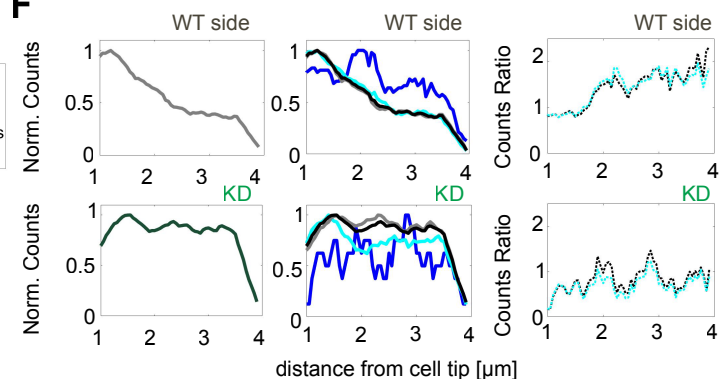 F
s
WT side
WT side
WT side
Norm. Counts
1
0.5
0
1 2 3 4
1
0.5
0
1 2 3 4
Counts Ratio
2
1
0
1 2 3 4
KD
KD
KD
Norm. Counts
1
0.5
0
1 2 3 4
1
0.5
0
1 2 3 4
Counts Ratio
2
1
0
1 2 3 4
distance from cell tip [µm]